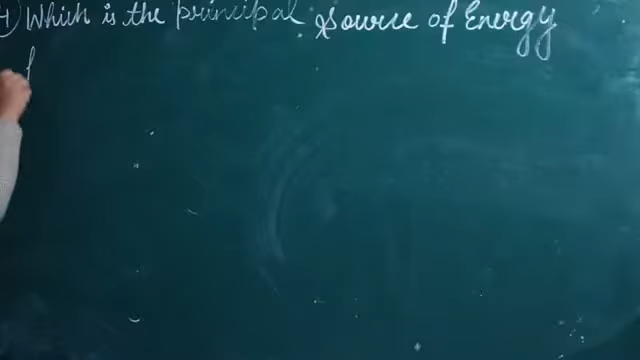 4) Which is the principal Source of Energy
f